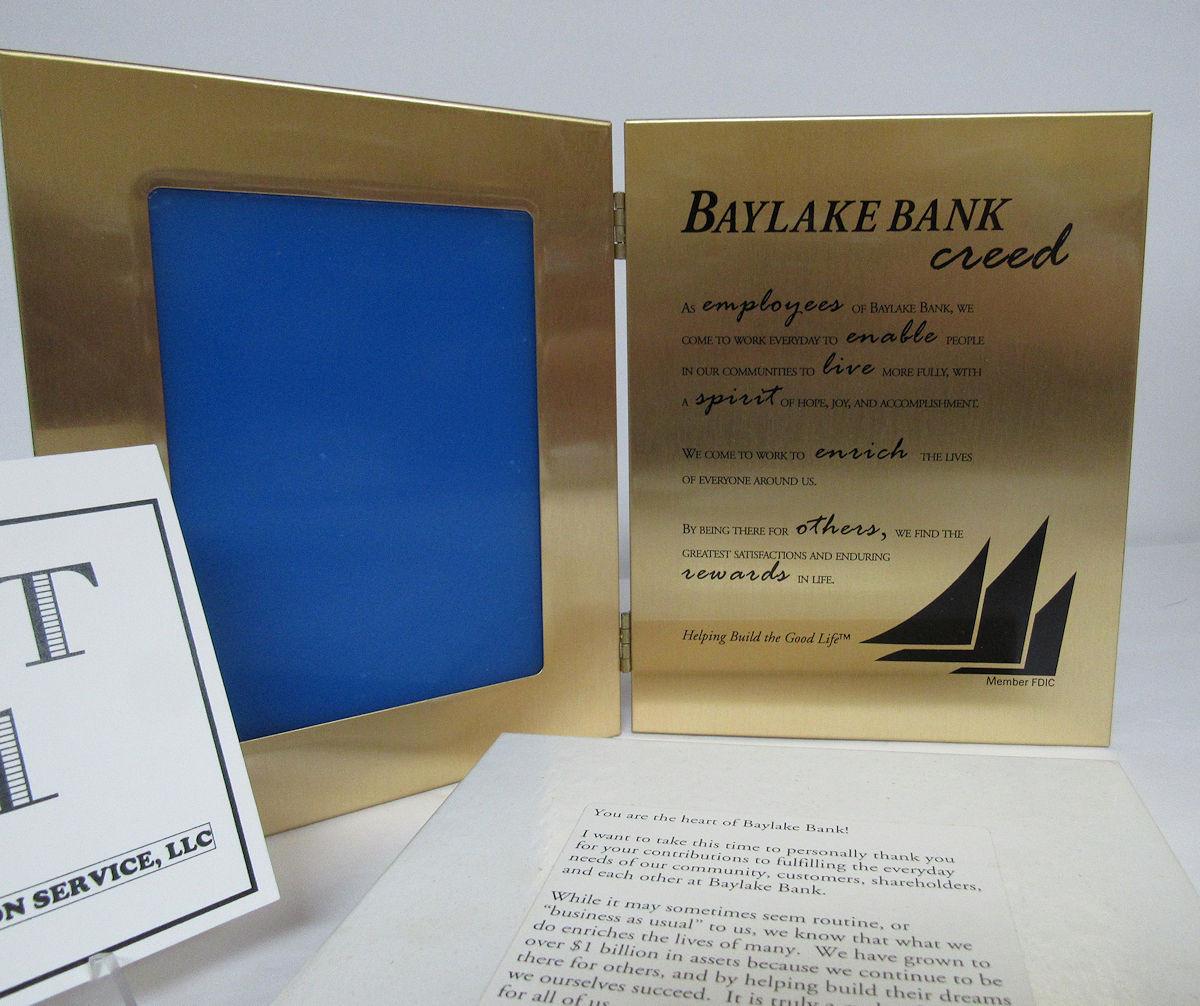 BAYLAKE BANK
creed
AS employees OF BAYLAKE BANK, WE
COME TO WORK EVERYDAY TO enable PEOPLE
IN OUR COMMUNITIES TO live MORE FULLY, WITH
A spirit OF HOPE, JOY, AND ACCOMPLISHMENT.
WE COME TO WORK TO enrich THE LIVES
OF EVERYONE AROUND US.
BY BEING THERE FOR others, WE FIND THE
GREATEST SATISFACTIONS AND ENDURING
rewards IN LIFE.
Helping Build the Good Life™
Member FDIC
T
SERVICE, LLC
You are the heart of Baylake Bank!
I want to take this time to personally thank you
for your contributions to fulfilling the everyday
needs of our community, customers, shareholders,
and each other at Baylake Bank.
While it may sometimes seem routine, or
"business as usual" to us, we know that what we
do enriches the lives of many. We have grown to
over $1 billion in assets because we continue to be
there for others, and by helping build their dreams
we ourselves succeed. It is truly a
for all of us